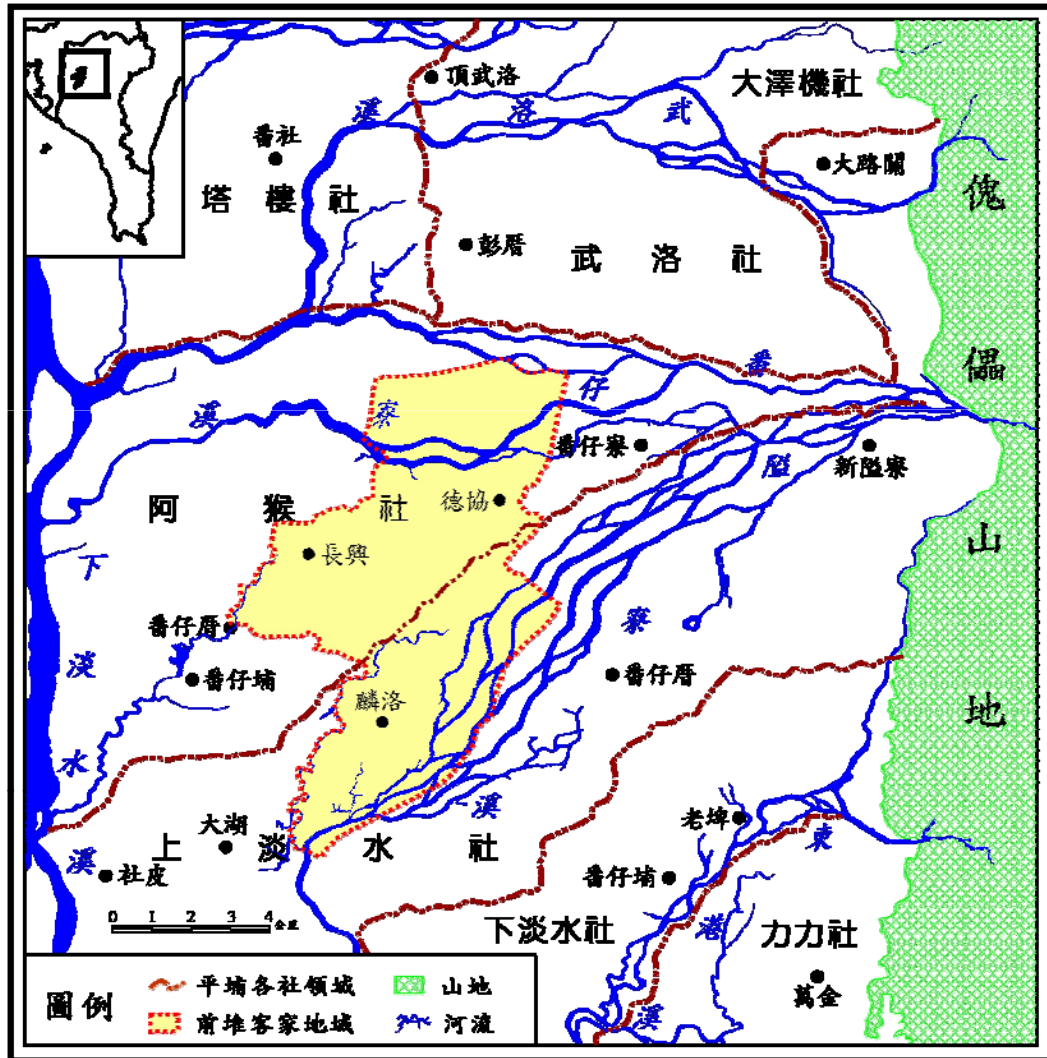 頂武洛
大澤機社
武洛溪
番社
大路關
塔樓社
彭厝
武洛社
傀儡山地
番仔寮溪
番仔寮
新隘寮
隘寮溪
阿猴社
德協
長興
番仔厝
番仔埔
番仔厝
麟洛
下淡水溪
老埤
大湖
上淡水社
社皮
番仔埔
東港溪
下淡水社
力力社
萬金
0 1 2 3 4 公里
圖例
平埔各社領域
山地
前堆客家地域
河流